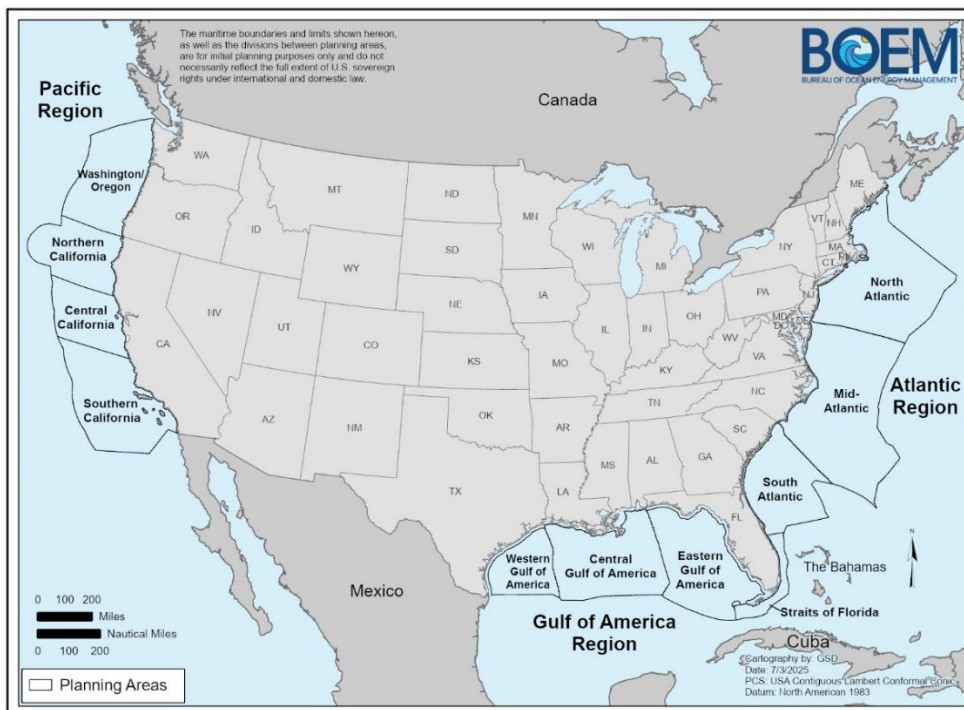 The maritime boundaries and limits shown hereon,
as well as the divisions between planning areas,
are for initial planning purposes only and do not
necessarily reflect the full extent of U.S. sovereign
rights under international and domestic law.
BOEM
BUREAU OF OCEAN ENERGY MANAGEMENT
Pacific
Region
Canada
Washington/
Oregon
Northern
California
Central
California
Southern
California
WA
OR
ID
MT
ND
MN
SD
WY
NE
IA
WI
MI
NV
UT
CO
KS
MO
IL
IN
OH
PA
NY
VT
NH
ME
MA
CT
RI
NJ
MD
DE
DC
WV
VA
KY
CA
AZ
NM
OK
AR
TN
NC
SC
TX
LA
MS
AL
GA
FL
North
Atlantic
Mid-
Atlantic
Atlantic
Region
South
Atlantic
Western
Gulf of
America
Central
Gulf of America
Eastern
Gulf of
America
Straits of Florida
Gulf of America
Region
Mexico
The Bahamas
Cuba
N
0 100 200
Miles
Nautical Miles
0 100 200
Planning Areas
Cartography by: GSD
Date: 7/3/2025
PCS: USA Contiguous Lambert Conformal Conic
Datum: North American 1983